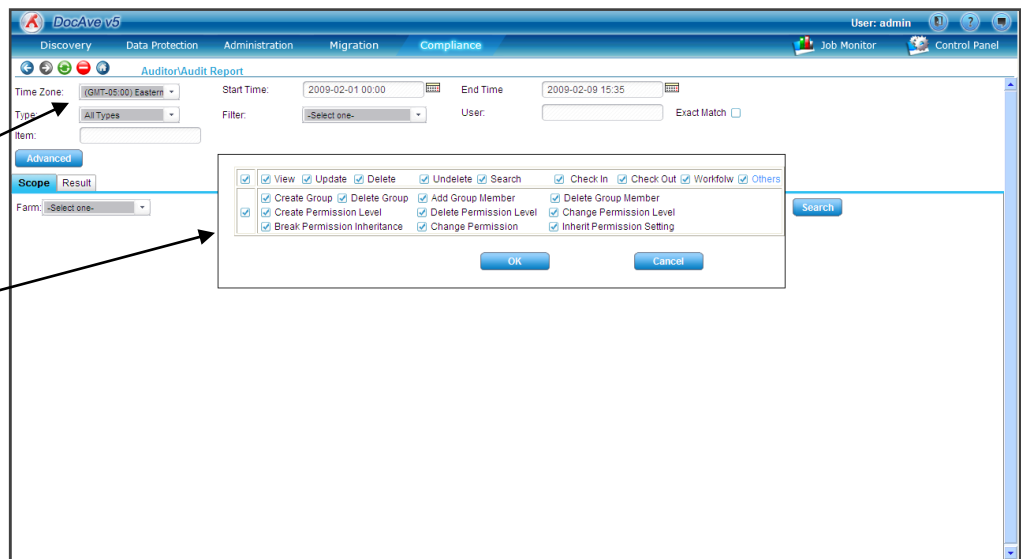 DocAve v5 User: admin
Discovery Data Protection Administration Migration Compliance Job Monitor Control Panel
Auditor\Audit Report
Time Zone: (GMT-05:00) Eastern Start Time: 2009-02-01 00:00 End Time 2009-02-09 15:35
Type: All Types Filter: -Select one- User: Exact Match
Item:
Advanced
Scope Result
Farm: -Select one- Search
View Update Delete Undelete Search Check In Check Out Workfolw Others
Create Group Delete Group Add Group Member Delete Group Member
Create Permission Level Delete Permission Level Change Permission Level
Break Permission Inheritance Change Permission Inherit Permission Setting
OK Cancel